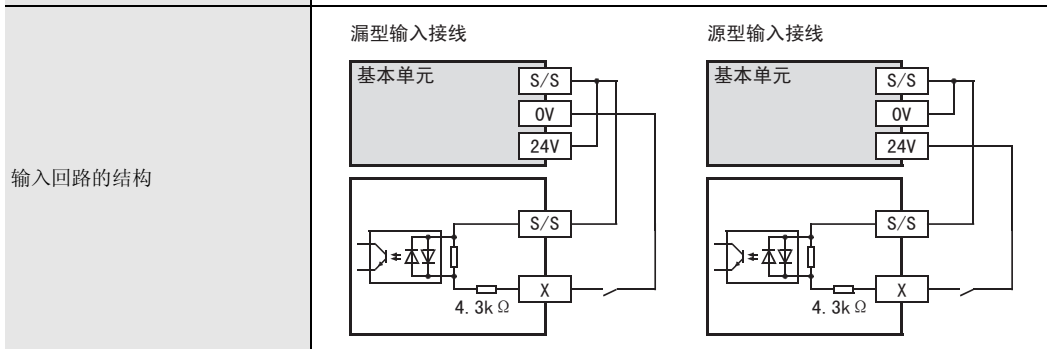 输入回路的结构
漏型输入接线
基本单元
S/S
0V
24V
S/S
X
4.3kΩ
源型输入接线
基本单元
S/S
0V
24V
S/S
X
4.3kΩ